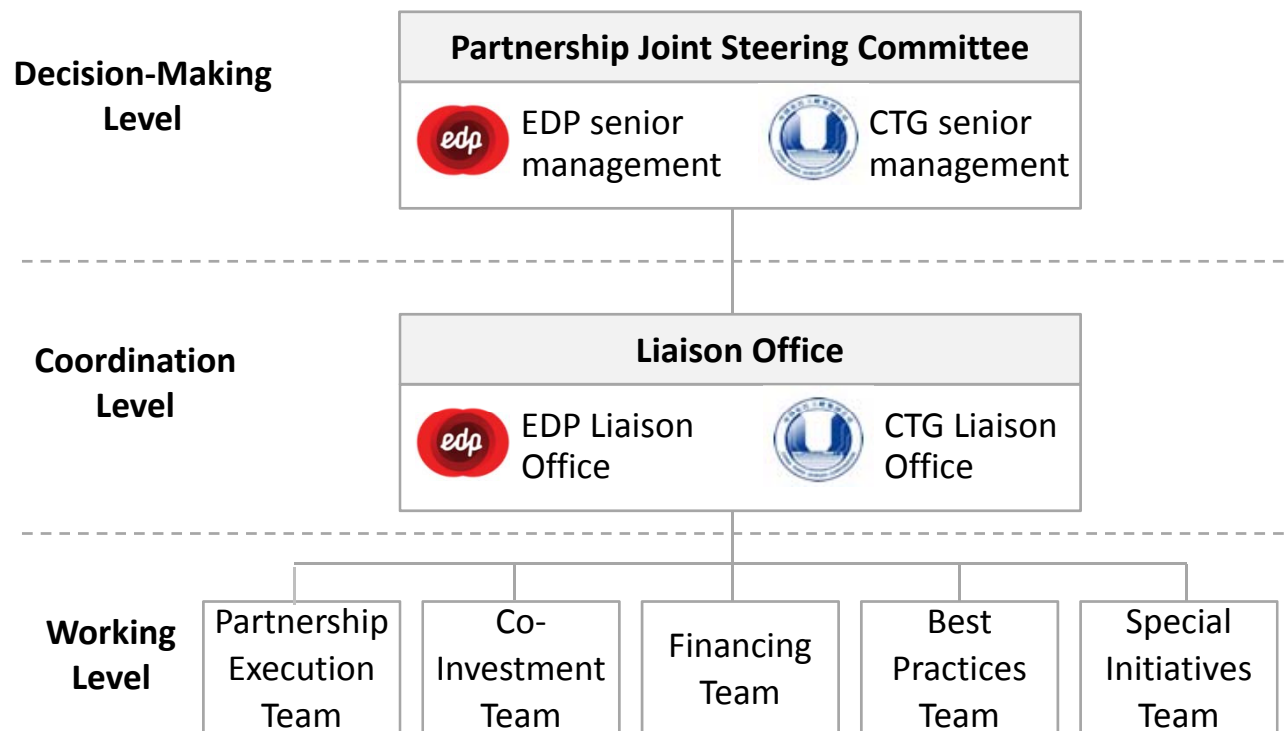 Partnership Joint Steering Committee
Decision-Making
Level
edp
EDP senior
management
CTG senior
management
Liaison Office
Coordination
Level
edp
EDP Liaison
Office
CTG Liaison
Office
Working
Level
Partnership
Execution
Team
Co-
Investment
Team
Financing
Team
Best
Practices
Team
Special
Initiatives
Team